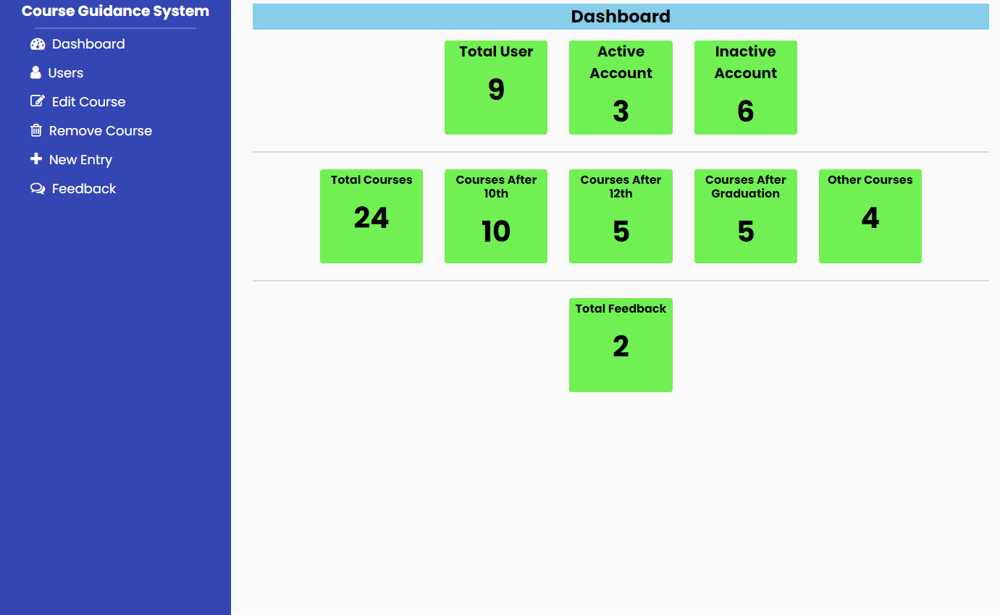 Course Guidance System
Dashboard
Users
Edit Course
Remove Course
New Entry
Feedback
Dashboard
Total User
9
Active
Account
3
Inactive
Account
6
Total Courses
24
Courses After
10th
10
Courses After
12th
5
Courses After
Graduation
5
Other Courses
4
Total Feedback
2